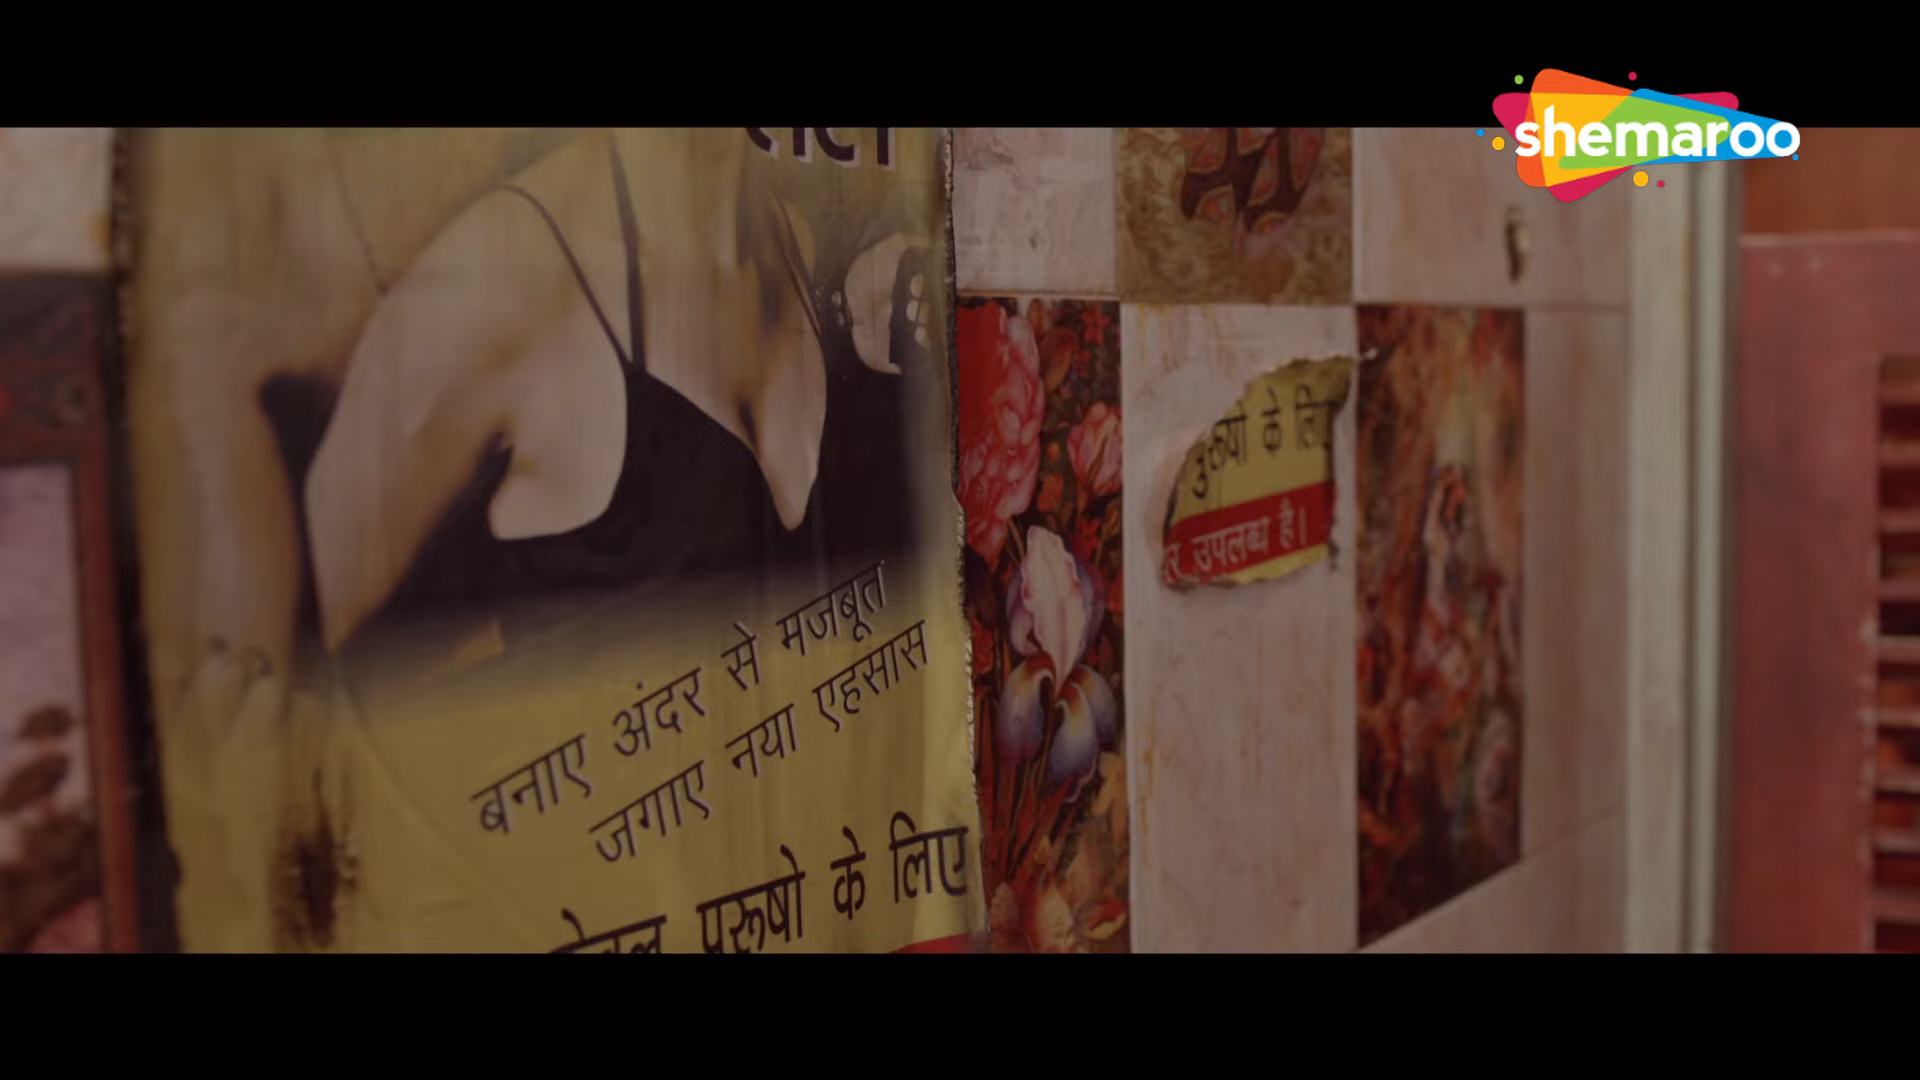 shemaroo
बनाए अंदर से मजबूत
जगाए नया एहसास
पुरूषो के लिए
पुरूषो के लिए
उपलब्ध है।